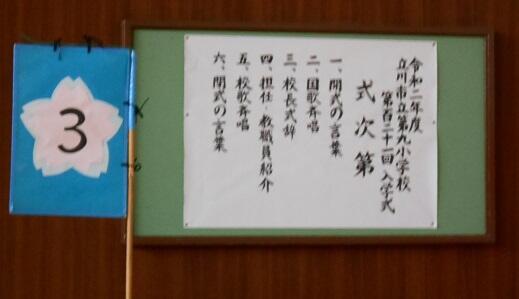 令和二年度
立川市立第九小学校
第百二十一回 入学式
式次第
一、開式の言葉
二、国歌斉唱
三、校長式辞
四、担任・教職員紹介
五、校歌斉唱
六、閉式の言葉
3